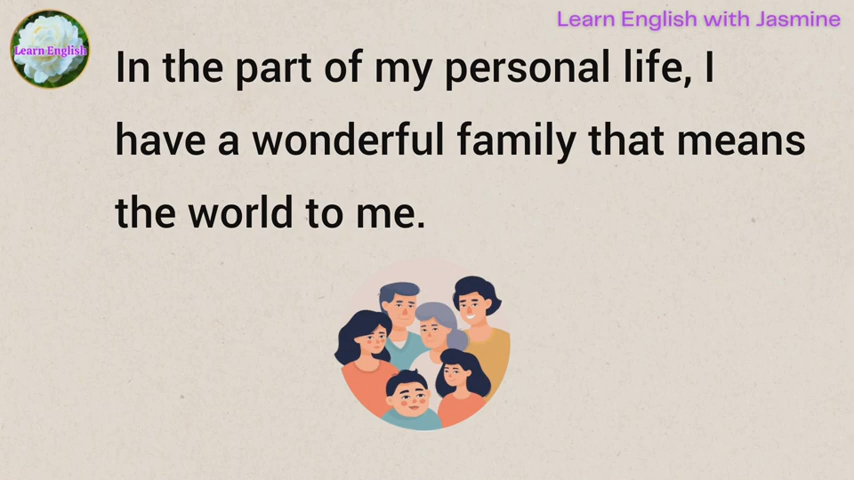 Learn English with Jasmine
Learn English
In the part of my personal life, I
have a wonderful family that means
the world to me.